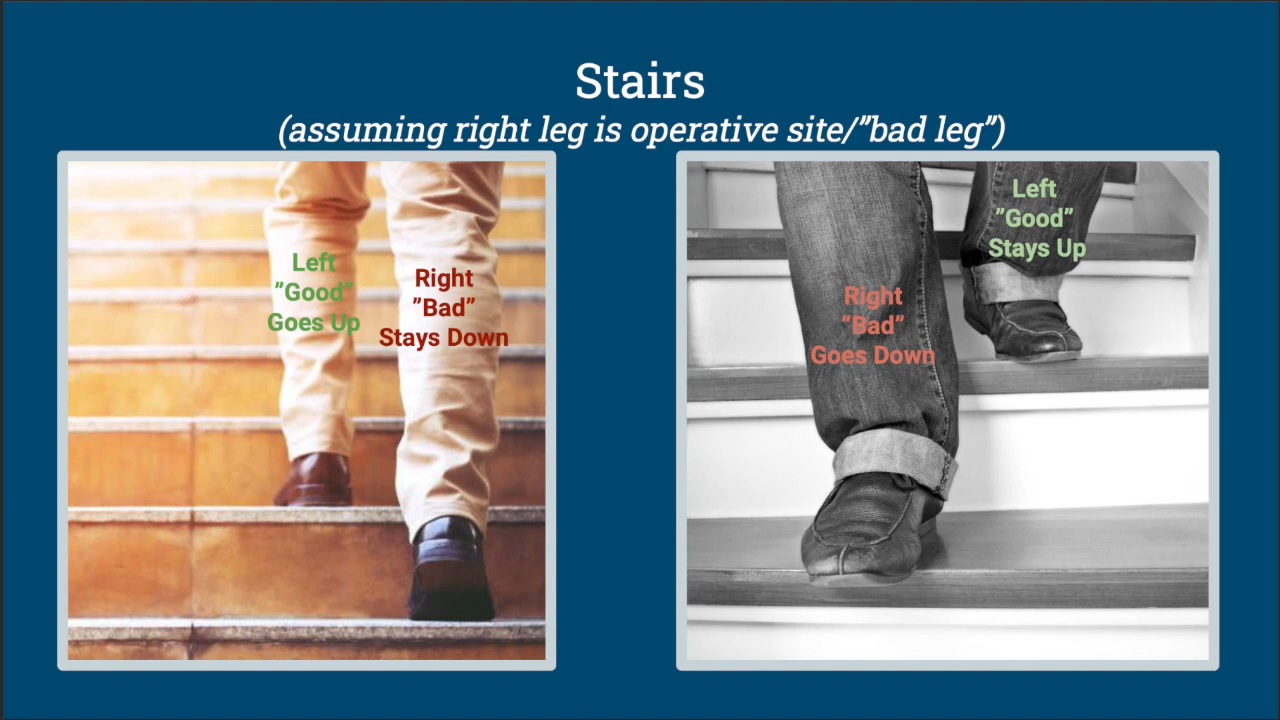 Stairs
(assuming right leg is operative site/”bad leg”)
Left
”Good”
Goes Up
Right
”Bad”
Stays Down
Left
”Good”
Stays Up
Right
”Bad”
Goes Down